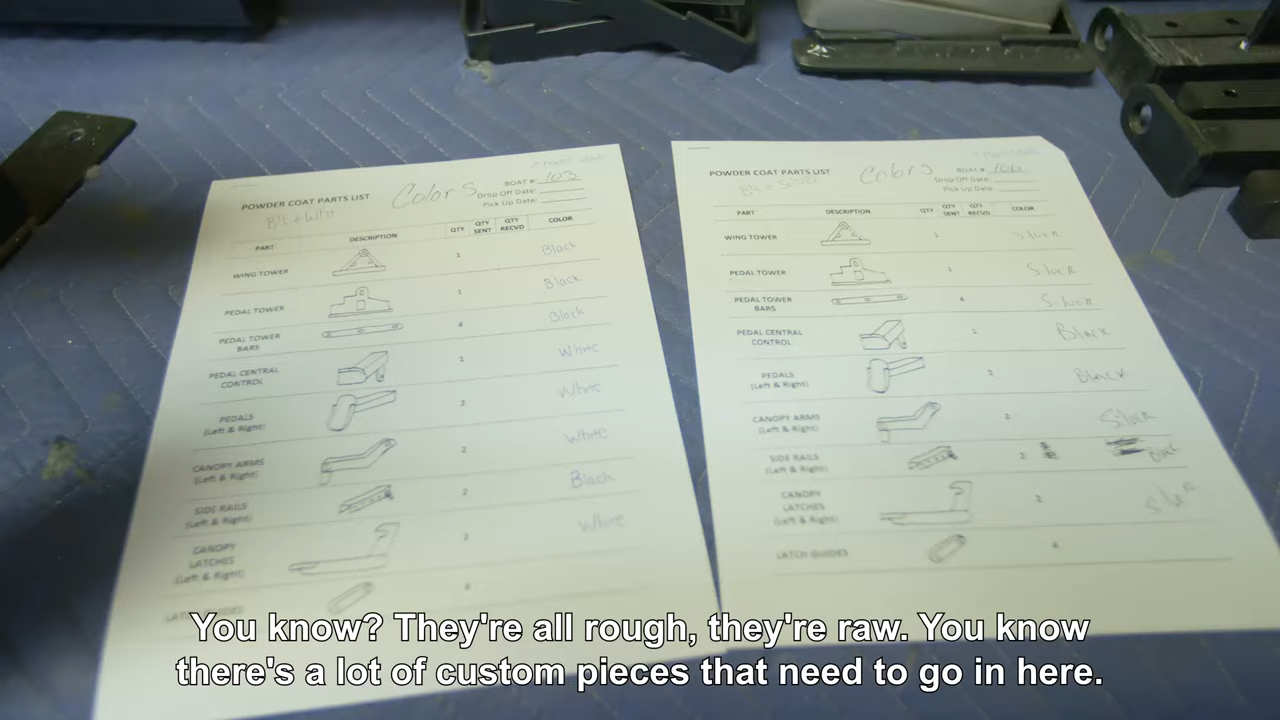 POWDER COAT PARTS LIST
Colors
BOAT #: 103
Drop Off Date:
Pick Up Date:
Blk + Wht
PART DESCRIPTION QTY QTY SENT QTY RECVD COLOR
WING TOWER 1 Black
PEDAL TOWER 1 Black
PEDAL TOWER BARS 4 Black
PEDAL CENTRAL CONTROL 1 White
PEDALS (Left & Right) 2 White
CANOPY ARMS (Left & Right) 2 White
SIDE RAILS (Left & Right) 2 Black
CANOPY LATCHES (Left & Right) 2 White
POWDER COAT PARTS LIST
Colors
BOAT #:
Drop Off Date:
Pick Up Date:
Blk + Silver
PART DESCRIPTION QTY QTY SENT QTY RECVD COLOR
WING TOWER 1 Silver
PEDAL TOWER 1 Silver
PEDAL TOWER BARS Silver
PEDAL CENTRAL CONTROL 1 Black
PEDALS (Left & Right) 2 Black
CANOPY ARMS (Left & Right) 2 Silver
SIDE RAILS (Left & Right) 2 Black
CANOPY LATCHES (Left & Right) 2 Silver
LATCH GUIDES
You know? They're all rough, they're raw. You know
there's a lot of custom pieces that need to go in here.